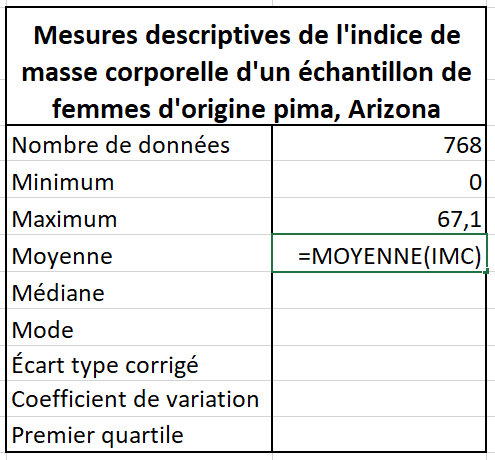 Mesures descriptives de l'indice de
masse corporelle d'un échantillon de
femmes d'origine pima, Arizona
Nombre de données 768
Minimum 0
Maximum 67,1
Moyenne =MOYENNE(IMC)
Médiane
Mode
Écart type corrigé
Coefficient de variation
Premier quartile